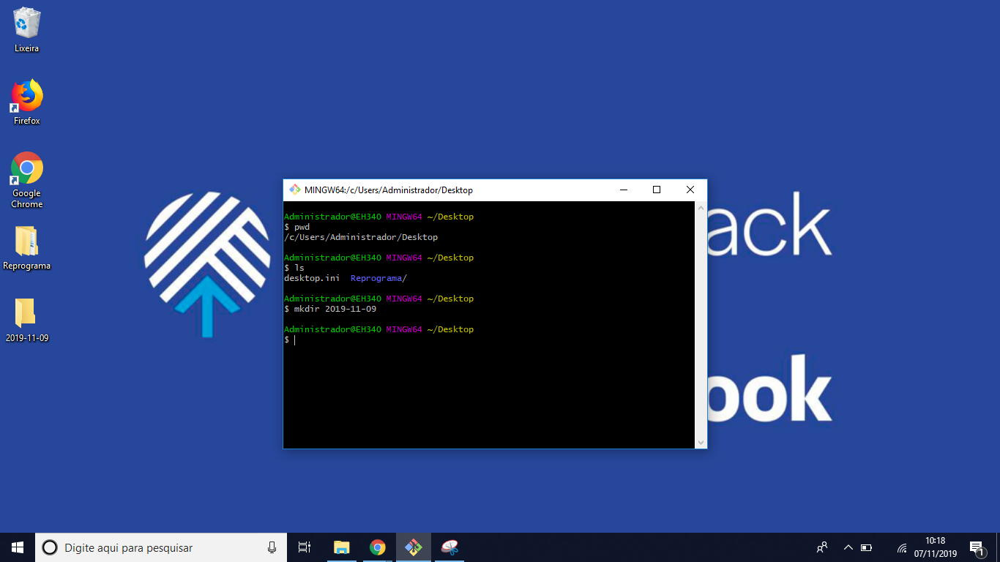 Lixeira
Firefox
Google
Chrome
Reprograma
2019-11-09
MINGW64:/c/Users/Administrador/Desktop
Administrador@EH340 MINGW64 ~/Desktop
$ pwd
/c/Users/Administrador/Desktop
Administrador@EH340 MINGW64 ~/Desktop
$ ls
desktop.ini  Reprograma/
Administrador@EH340 MINGW64 ~/Desktop
$ mkdir 2019-11-09
Administrador@EH340 MINGW64 ~/Desktop
$
ack
ook
Digite aqui para pesquisar
10:18
07/11/2019
1